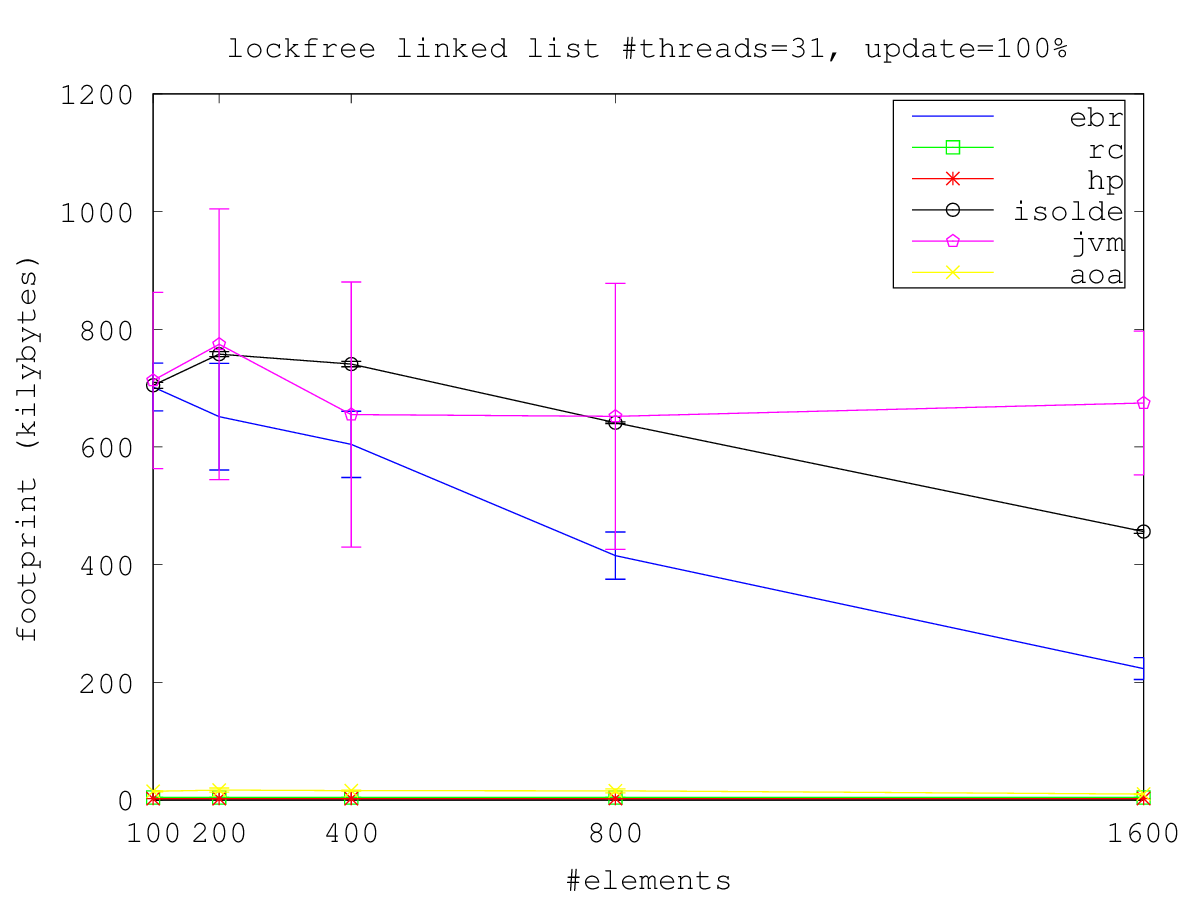 lockfree linked list #threads=31, update=100%
1200
1000
800
600
400
200
0
footprint (kilybytes)
ebr
rc
hp
isolde
jvm
aoa
100 200 400 800 1600
#elements